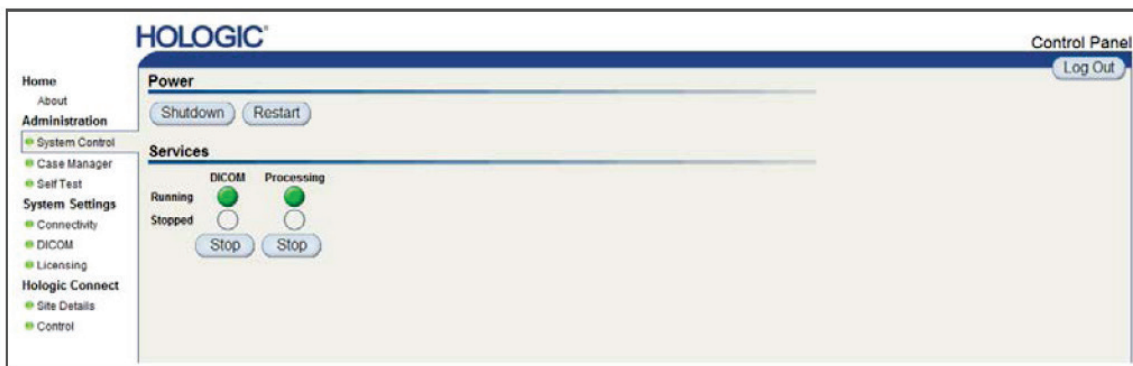 HOLOGIC®
Control Panel
Log Out
Home
About
Administration
System Control
Case Manager
Self Test
System Settings
Connectivity
DICOM
Licensing
Hologic Connect
Site Details
Control
Power
Shutdown Restart
Services
DICOM Processing
Running
Stopped
Stop Stop